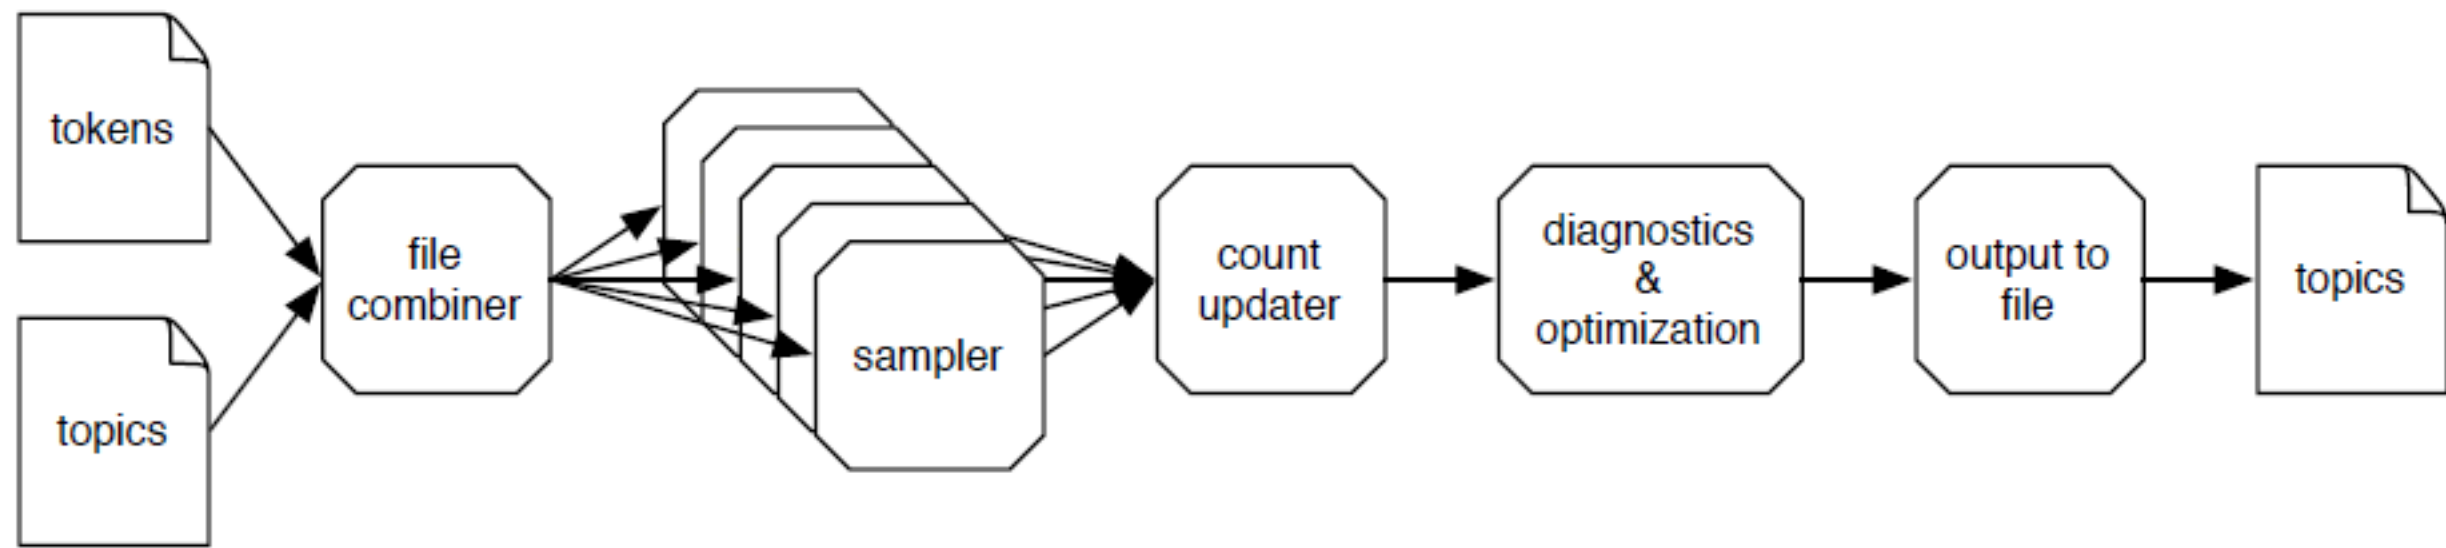 tokens
topics
file
combiner
sampler
count
updater
diagnostics
&
optimization
output to
file
topics